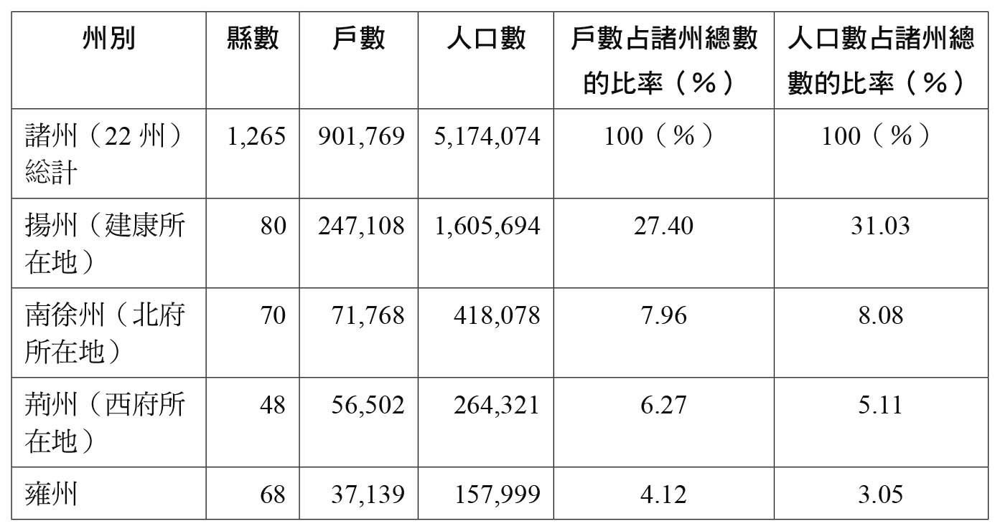 州別 縣數 戶數 人口數 戶數占諸州總數的比率（％） 人口數占諸州總數的比率（％）
諸州（22 州）総計 1,265 901,769 5,174,074 100（％） 100（％）
揚州（建康所在地） 80 247,108 1,605,694 27.40 31.03
南徐州（北府所在地） 70 71,768 418,078 7.96 8.08
荊州（西府所在地） 48 56,502 264,321 6.27 5.11
雍州 68 37,139 157,999 4.12 3.05